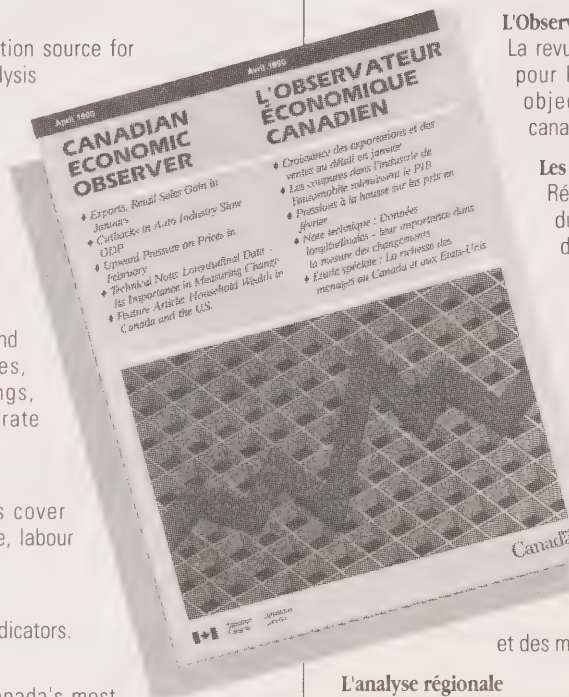 tion source for
lysis
nd
es,
ngs,
rate
s cover
e, labour
dicators.
nada's most
April 1990
CANADIAN
ECONOMIC
OBSERVER
♦ Exports, Retail Sales Gain in
January
♦ Cutbacks in Auto Industry Slow
GDP
♦ Upward Pressure on Prices in
February
♦ Technical Note: Longitudinal Data -
Its Importance in Measuring Change
♦ Feature Article: Household Wealth in
Canada and the U.S.
Avril 1990
L'OBSERVATEUR
ÉCONOMIQUE
CANADIEN
♦ Croissance des exportations et des
ventes au détail en janvier
♦ Les coupures dans l'industrie de
l'automobile ralentissent le PIB
♦ Pressions à la hausse sur les prix en
février
♦ Note technique : Données
longitudinales - leur importance dans
la mesure des changements
♦ Étude spéciale : La richesse des
ménages au Canada et aux États-Unis
Canada
L'Observ
La revu
pour l
objec
cana
Les
Ré
du
d
et des m
L'analyse régionale